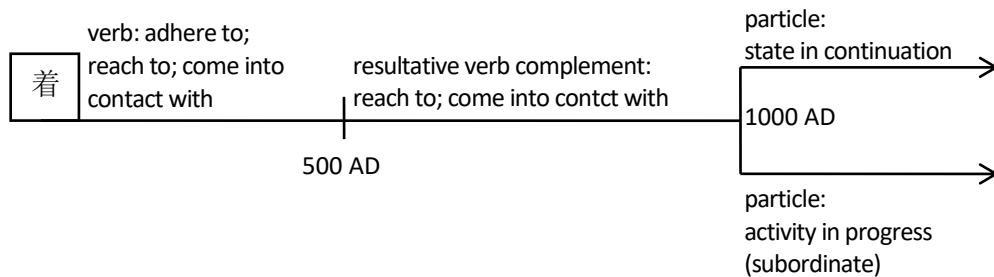 着
verb: adhere to;
reach to; come into
contact with
resultative verb complement:
reach to; come into contct with
500 AD
particle:
state in continuation
1000 AD
particle:
activity in progress
(subordinate)